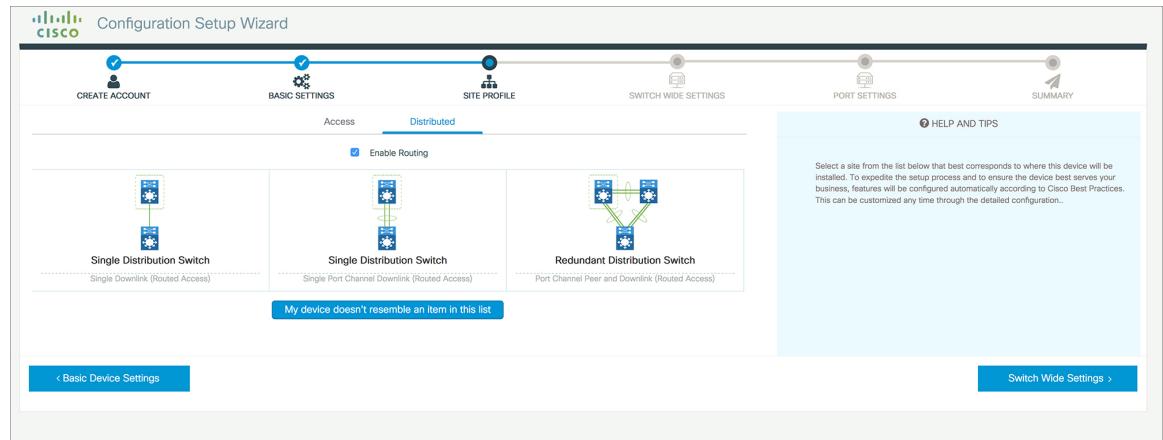 CISCO
Configuration Setup Wizard
CREATE ACCOUNT
BASIC SETTINGS
SITE PROFILE
SWITCH WIDE SETTINGS
PORT SETTINGS
SUMMARY
Access
Distributed
Enable Routing
Single Distribution Switch
Single Downlink (Routed Access)
Single Distribution Switch
Single Port Channel Downlink (Routed Access)
Redundant Distribution Switch
Port Channel Peer and Downlink (Routed Access)
My device doesn't resemble an item in this list
HELP AND TIPS
Select a site from the list below that best corresponds to where this device will be
installed. To expedite the setup process and to ensure the device best serves your
business, features will be configured automatically according to Cisco Best Practices.
This can be customized any time through the detailed configuration..
< Basic Device Settings
Switch Wide Settings >